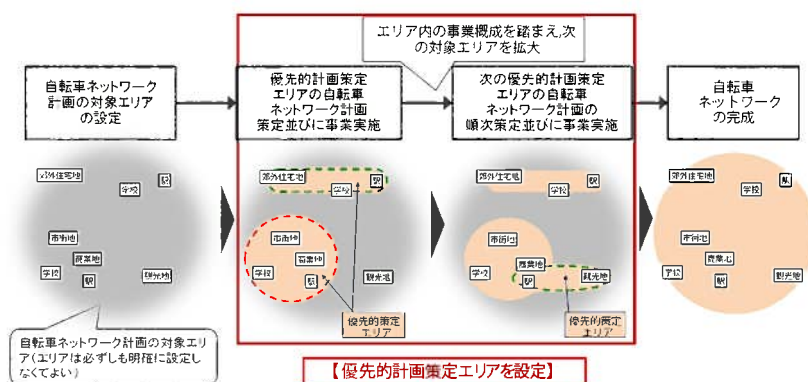 エリア内の事業概成を踏まえ,次
の対象エリアを拡大
自転車ネットワーク
計画の対象エリア
の設定
優先的計画策定
エリアの自転車
ネットワーク計画
策定並びに事業実施
次の優先的計画策定
エリアの自転車
ネットワーク計画の
順次策定並びに事業実施
自転車
ネットワーク
の完成
郊外住宅地
学校
駅
市街地
商業地
学校
駅
観光地
郊外住宅地
学校
駅
市街地
商業地
学校
駅
観光地
優先的策定
エリア
郊外住宅地
学校
駅
市街地
商業地
学校
駅
観光地
優先的策定
エリア
郊外住宅地
学校
駅
市街地
商業地
学校
駅
観光地
自転車ネットワーク計画の対象エリ
ア(エリアは必ずしも明確に設定し
なくてよい)
【優先的計画策定エリアを設定】